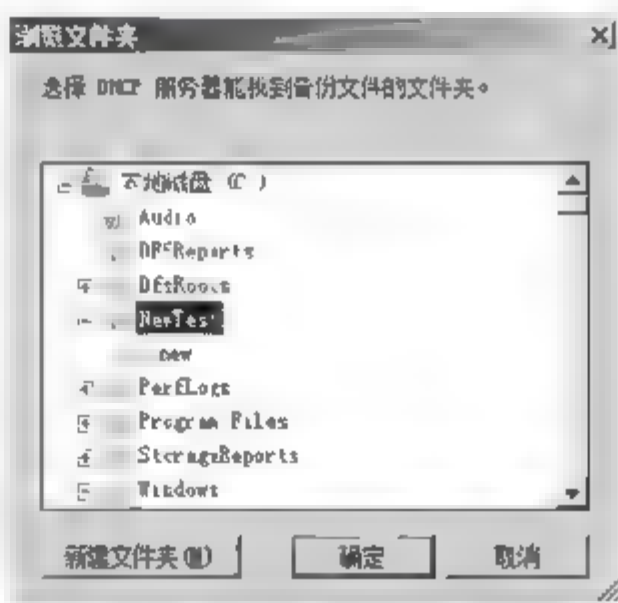 浏览文件夹
选择 DHCP 服务器能找到备份文件的文件夹。
本地磁盘 (C:)
Audio
DFSReports
DfsRoots
NewTest
new
PerfLogs
Program Files
StorageReports
Windows
新建文件夹(M) 确定 取消